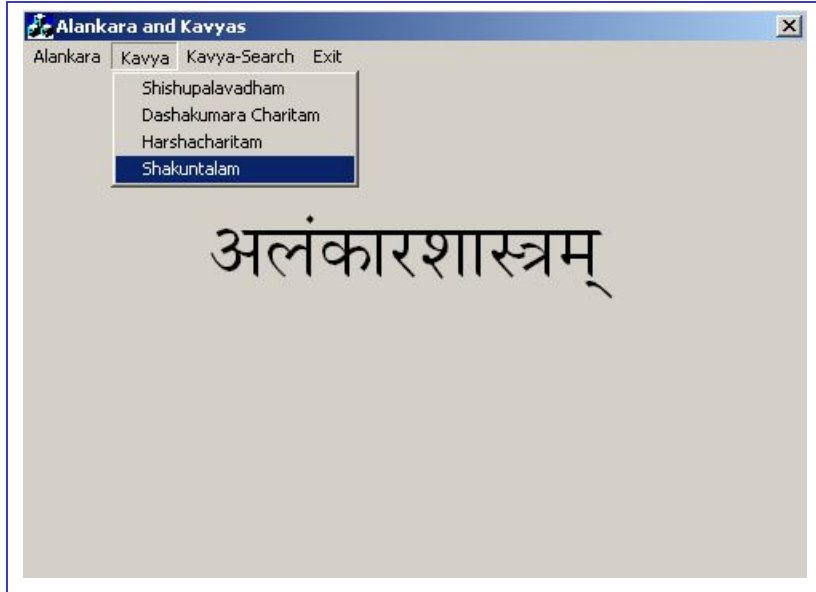 Alankara and Kavyas
Alankara Kavya Kavya-Search Exit
Shishupalavadham
Dashakumara Charitam
Harshacharitam
Shakuntalam
अलंकारशास्त्रम्